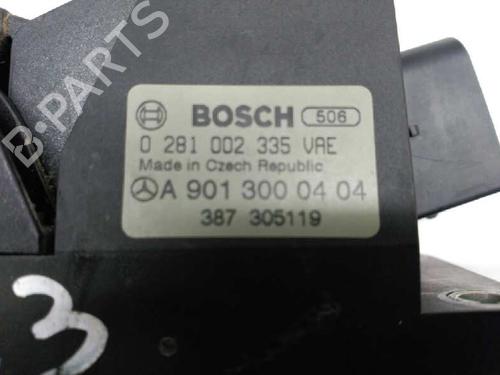 B-PARTS
BOSCH 506
0 281 002 335 VAE
Made in Czech Republic
A 901 300 04 04
387 305119
3